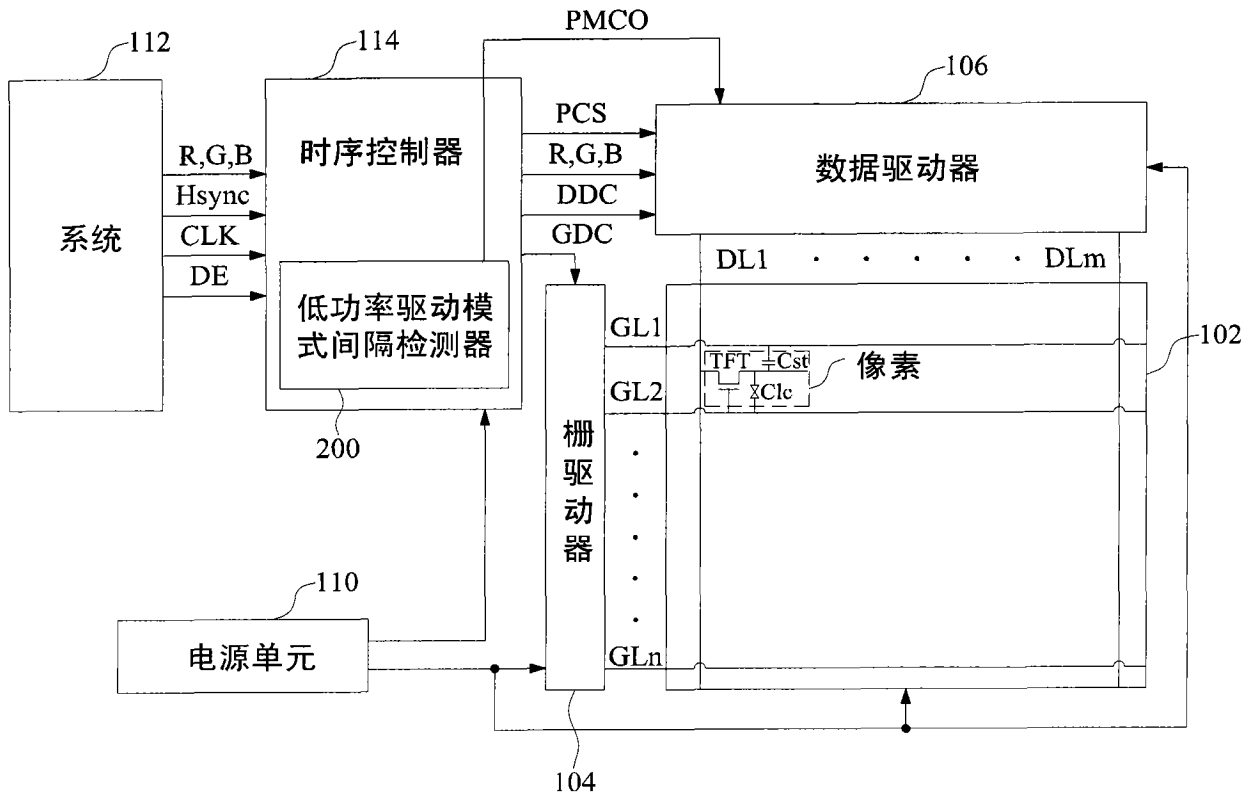 PMCO
112
114
106
PCS
R,G,B
R,G,B
时序控制器
数据驱动器
Hsync
DDC
系统
CLK
GDC
DE
DL1
DLm
低功率驱动模
式间隔检测器
GL1
102
TFT
Cst
像素
GL2
Clc
200
栅驱动器
110
电源单元
GLn
104